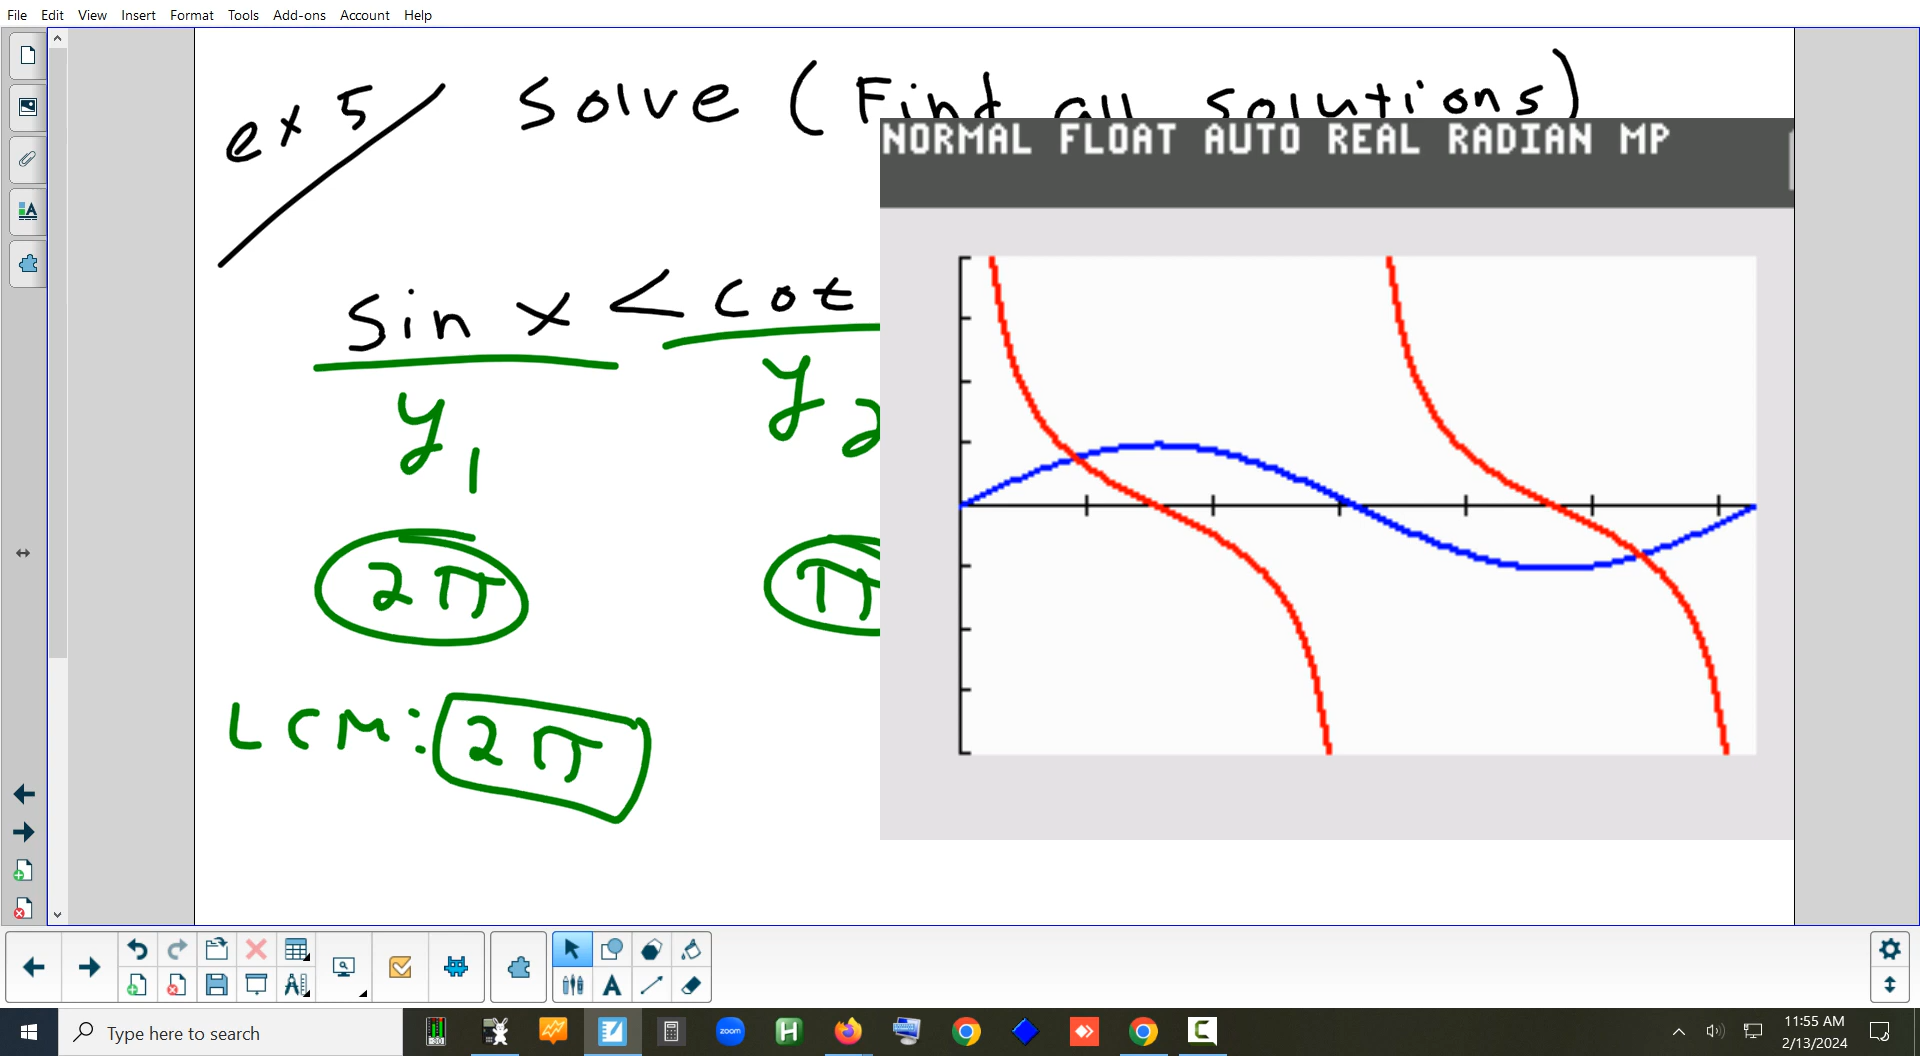 File Edit View Insert Format Tools Add-ons Account Help
ex 5 Solve (Find all solutions)
NORMAL FLOAT AUTO REAL RADIAN MP
sin x < cot
y1 y2
2π π
LCM: 2π
Type here to search
zoom
11:55 AM
2/13/2024